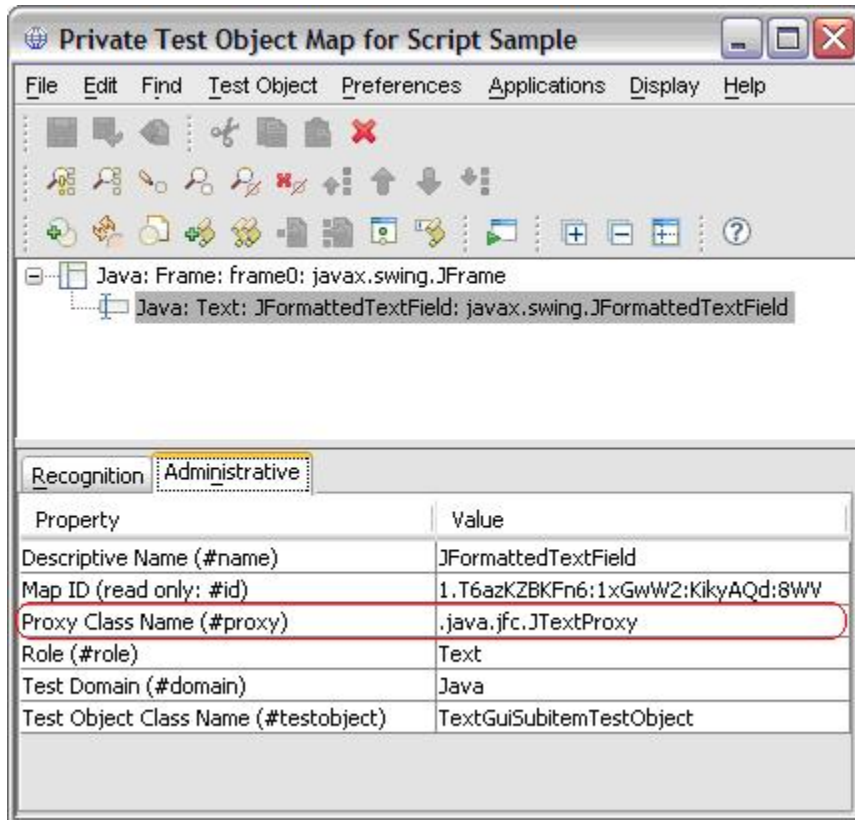 Private Test Object Map for Script Sample
File Edit Find Test Object Preferences Applications Display Help
Java: Frame: frame0: javax.swing.JFrame
Java: Text: JFormattedTextField: javax.swing.JFormattedTextField
Recognition Administrative
Property Value
Descriptive Name (#name) JFormattedTextField
Map ID (read only: #id) 1.T6azKZBKFn6:1xGwW2:KikyAQd:8WV
Proxy Class Name (#proxy) .java.jfc.JTextProxy
Role (#role) Text
Test Domain (#domain) Java
Test Object Class Name (#testobject) TextGuiSubitemTestObject